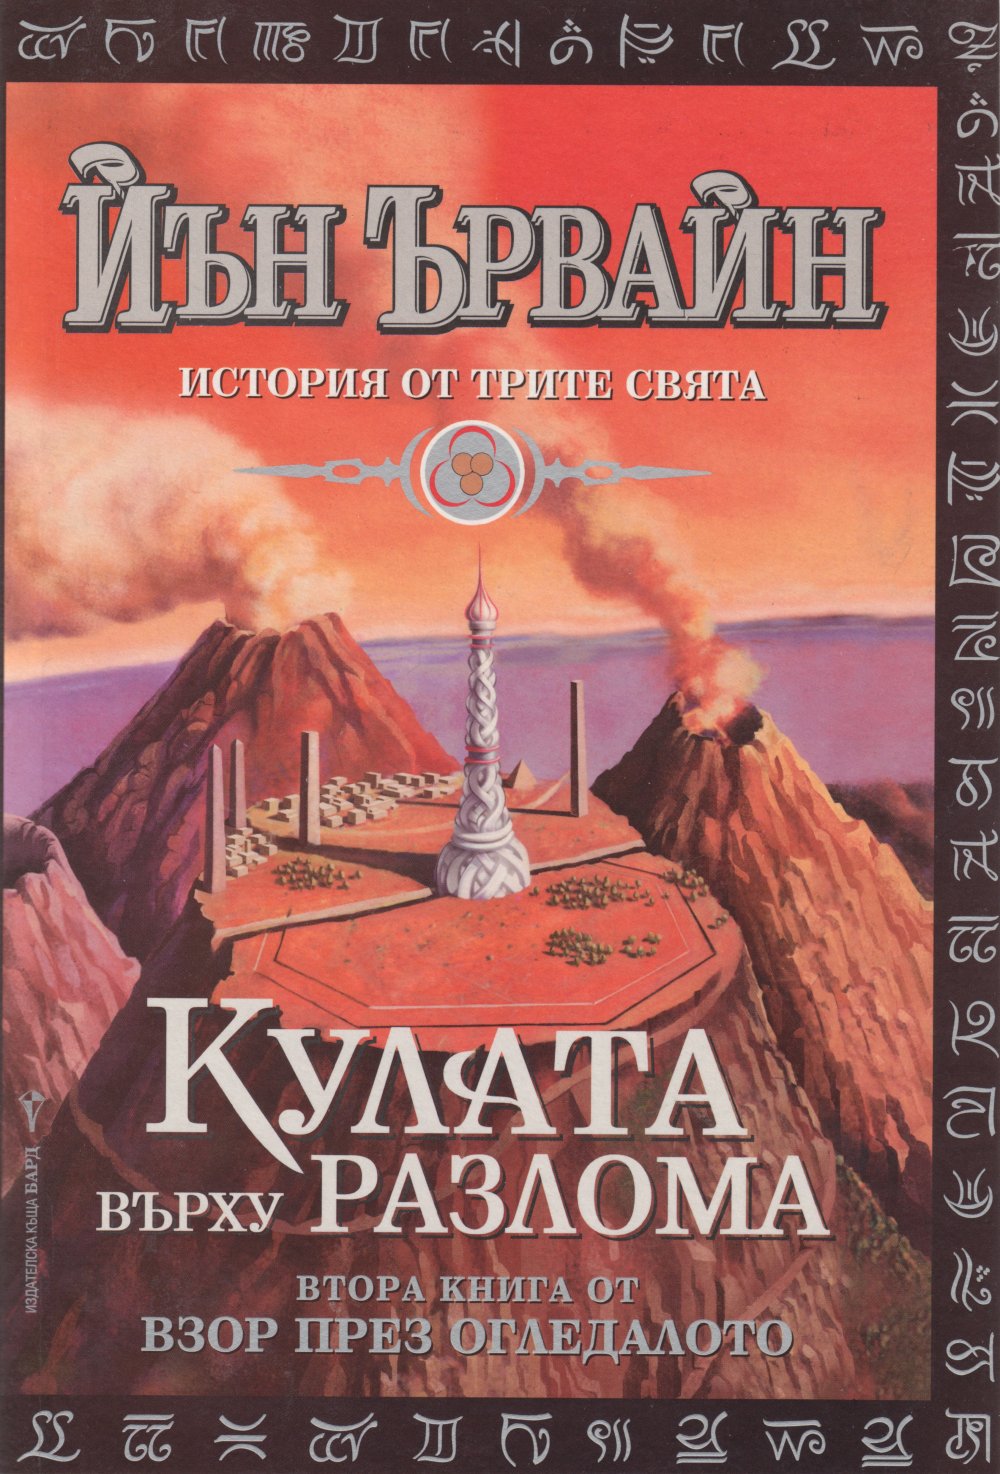 ЙЪН ЪРВАЙН
ИСТОРИЯ ОТ ТРИТЕ СВЯТА
КУЛАТА
ВЪРХУ РАЗЛОМА
ВТОРА КНИГА ОТ
ВЗОР ПРЕЗ ОГЛЕДАЛОТО
ИЗДАТЕЛСКА КЪЩА БАРД